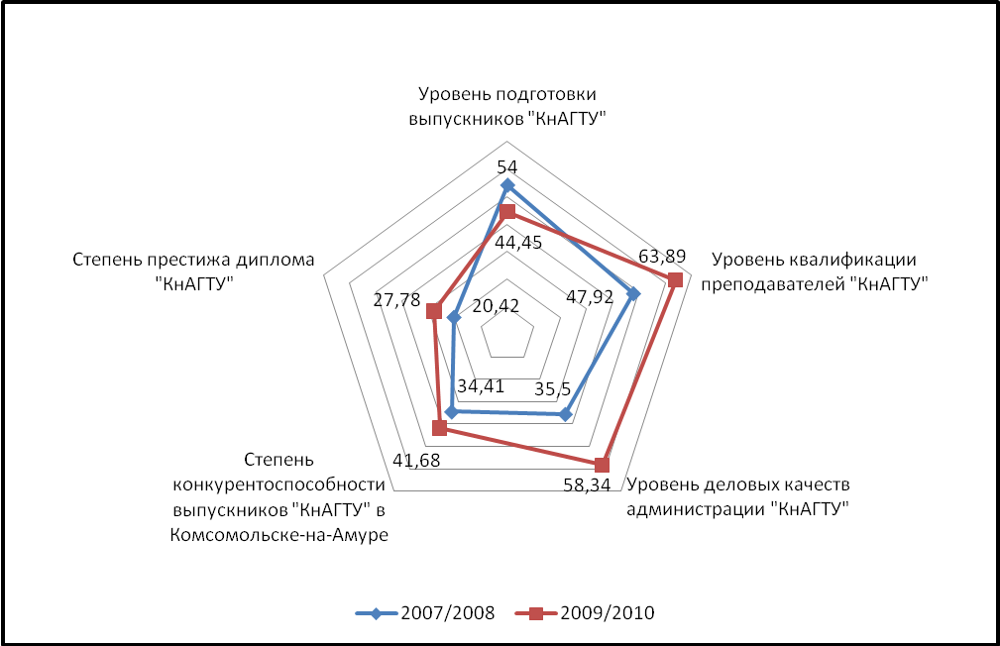 Уровень подготовки
выпускников "КнАГТУ"
54
44,45
63,89
Уровень квалификации
преподавателей "КнАГТУ"
Степень престижа диплома
"КнАГТУ"
27,78
20,42
47,92
34,41
35,5
41,68
58,34
Степень
конкурентоспособности
выпускников "КнАГТУ" в
Комсомольске-на-Амуре
Уровень деловых качеств
администрации "КнАГТУ"
2007/2008
2009/2010